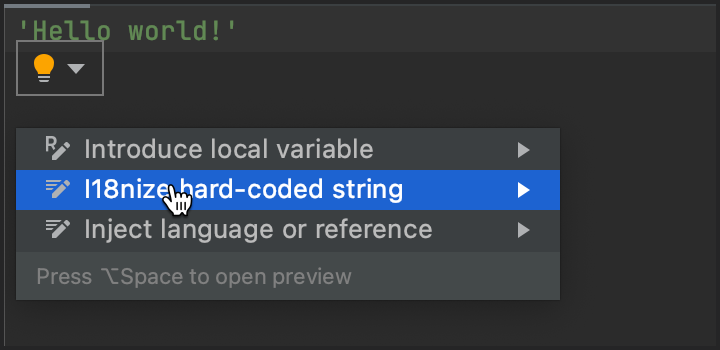 'Hello world!'
Introduce local variable
I18nize hard-coded string
Inject language or reference
Press ⌥Space to open preview